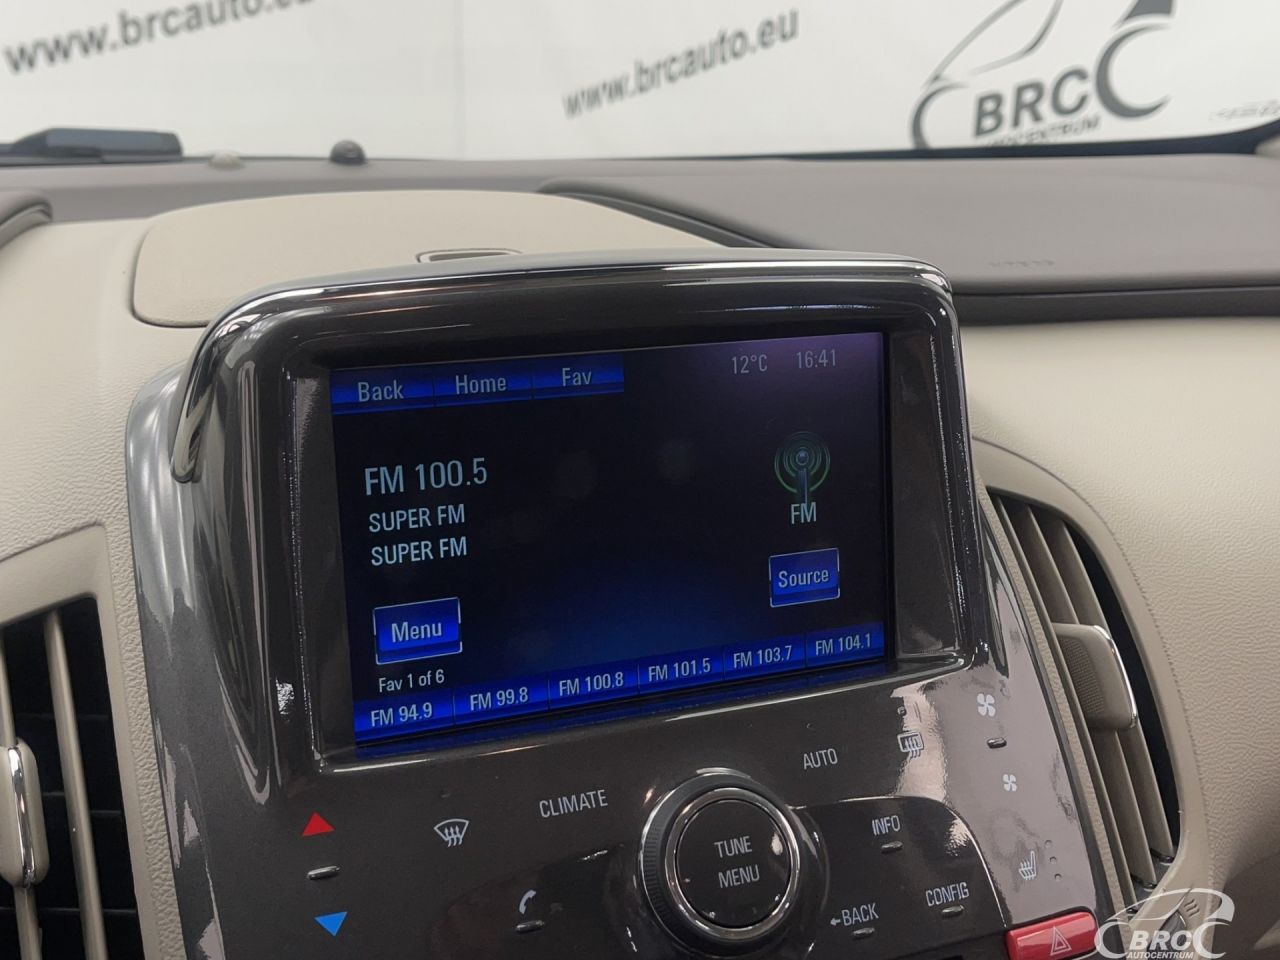 www.brcauto.eu
www.brcauto.eu
BRC
AUTOCENTRUM
Back Home Fav 12°C 16:41
FM 100.5
SUPER FM
SUPER FM
FM
Source
Menu
Fav 1 of 6
FM 94.9 FM 99.8 FM 100.8 FM 101.5 FM 103.7 FM 104.1
AUTO
CLIMATE
TUNE
MENU
INFO
CONFIG
←BACK
BRC
AUTOCENTRUM